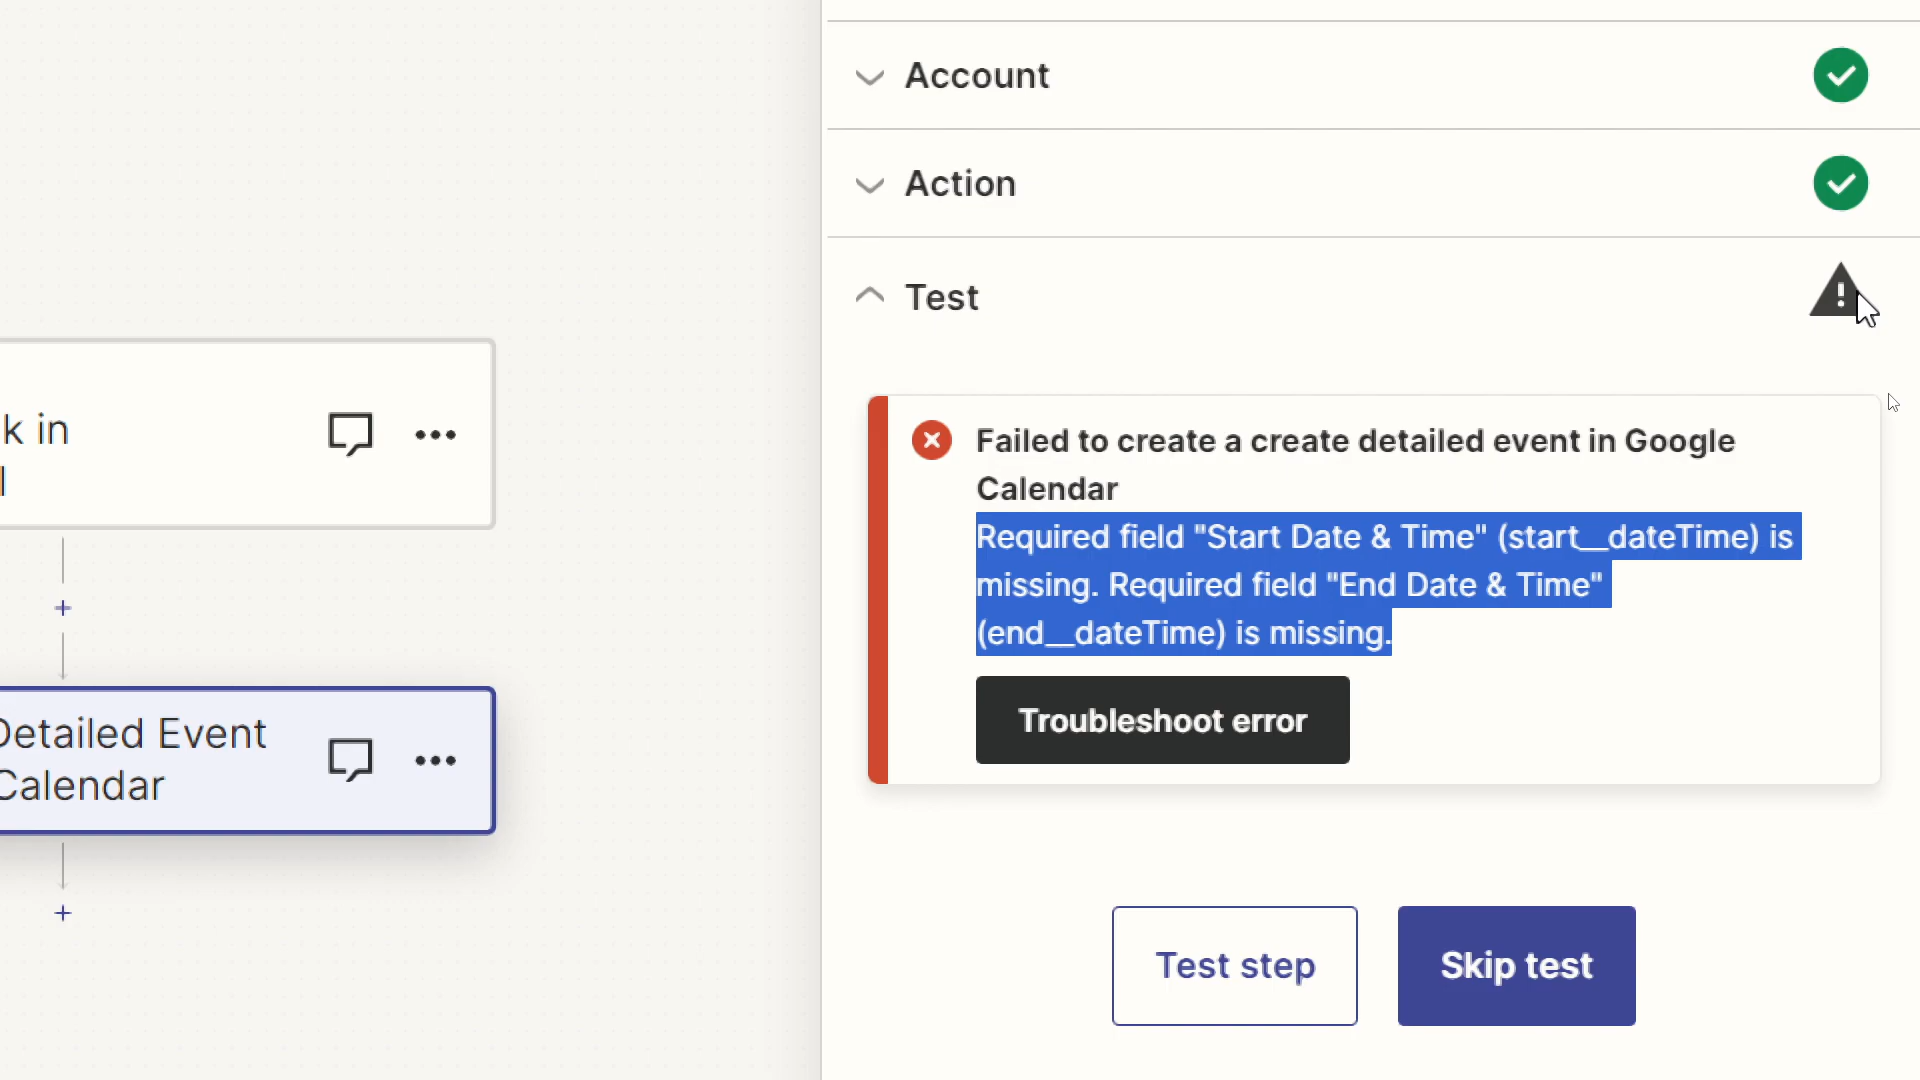 Account
Action
Test
k in
Failed to create a create detailed event in Google
Calendar
Required field "Start Date & Time" (start__dateTime) is
missing. Required field "End Date & Time"
(end__dateTime) is missing.
Troubleshoot error
Detailed Event
Calendar
Test step
Skip test